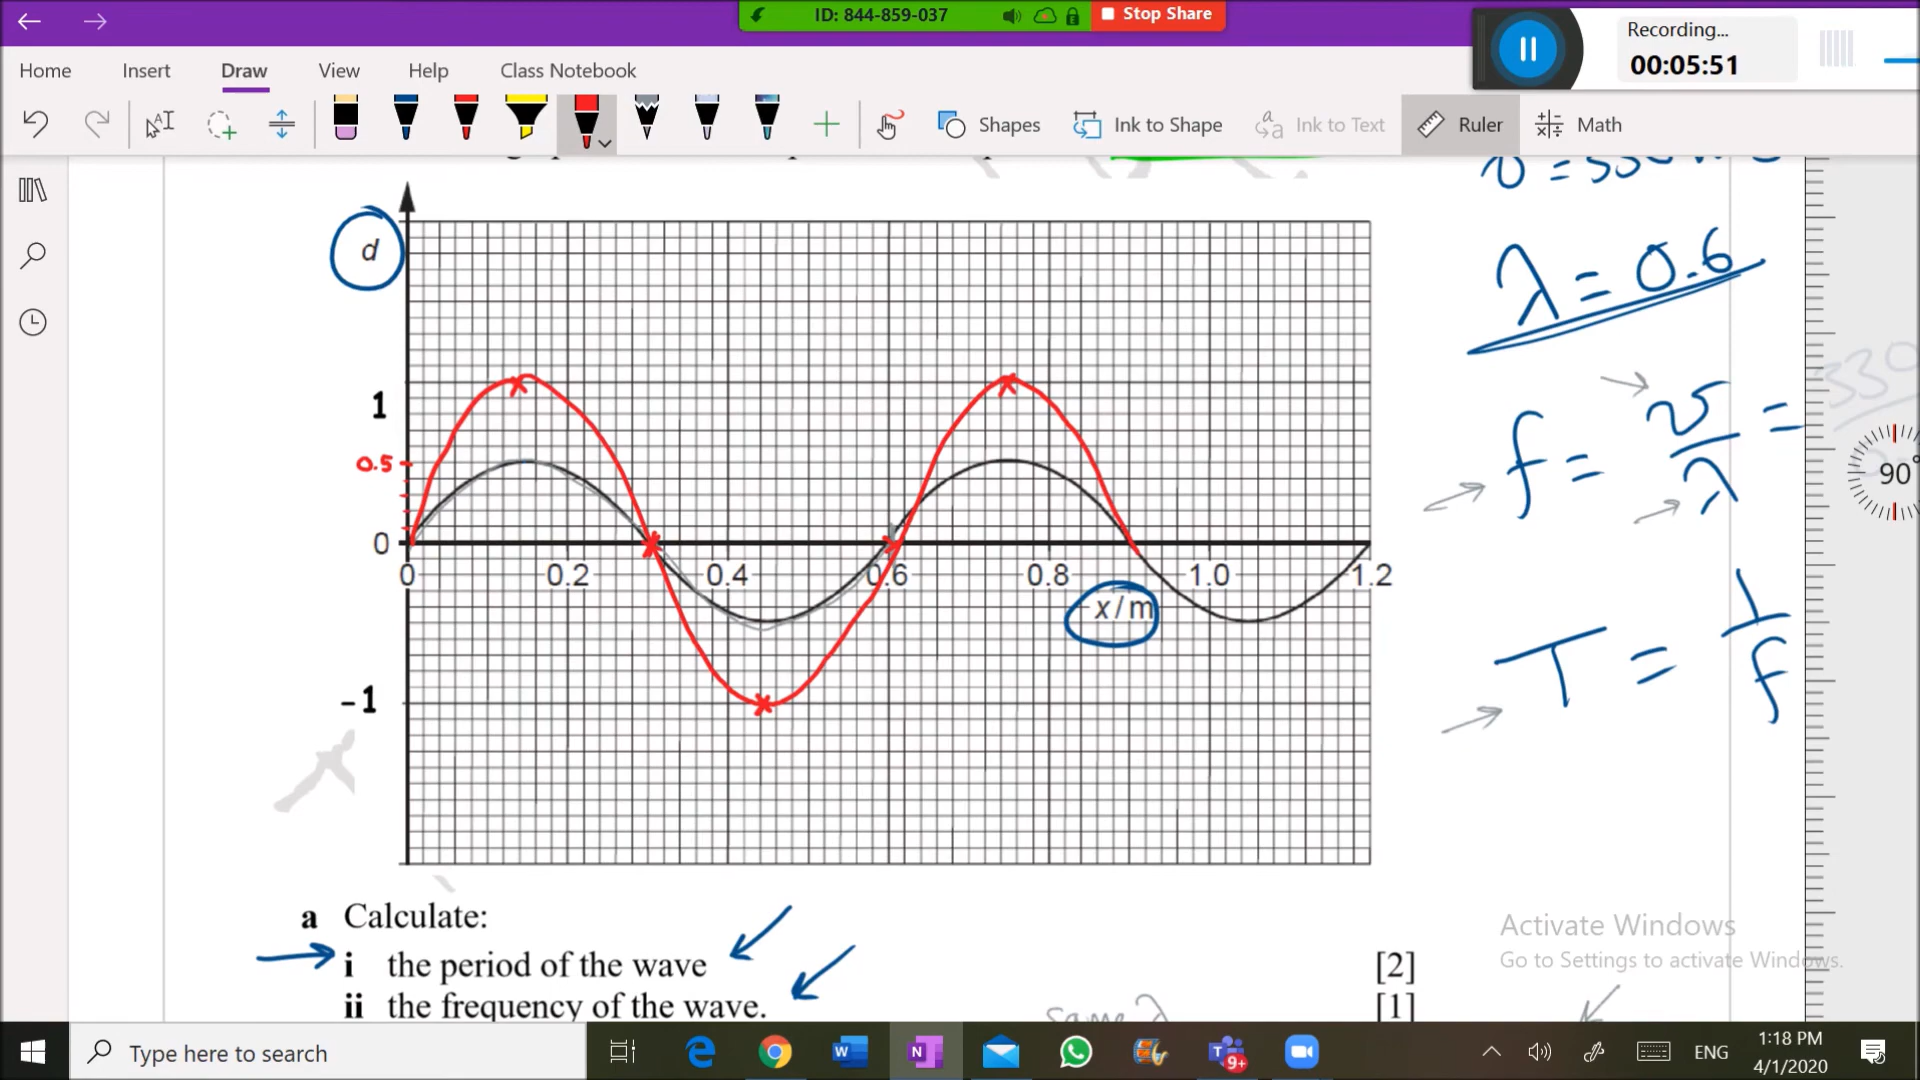 ID: 844-859-037
Stop Share
Recording...
00:05:51
Home Insert Draw View Help Class Notebook
Shapes Ink to Shape Ink to Text Ruler Math
d
λ = 0.6
1
0.5
0
-1
0 0.2 0.4 0.6 0.8 1.0 1.2
x/m
f = v/λ =
330
90°
T = 1/f
a Calculate:
i the period of the wave [2]
ii the frequency of the wave. [1]
same λ
Activate Windows
Go to Settings to activate Windows.
Type here to search
9+
ENG
1:18 PM
4/1/2020